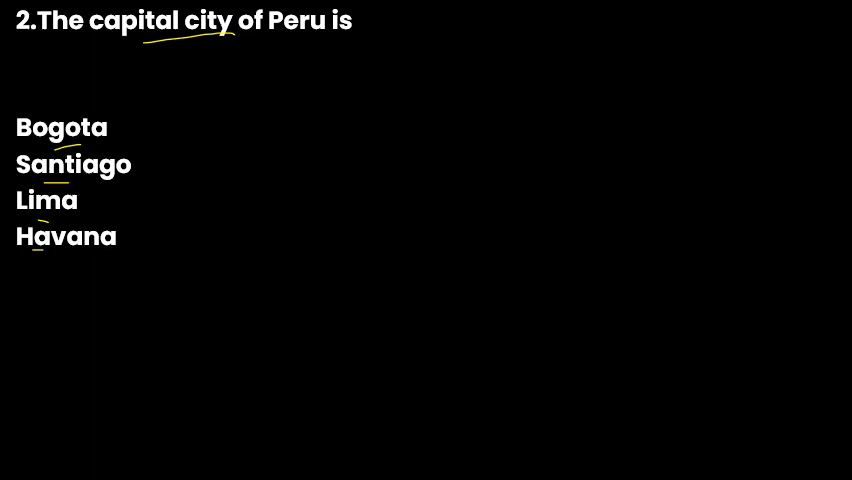 2.The capital city of Peru is
Bogota
Santiago
Lima
Havana